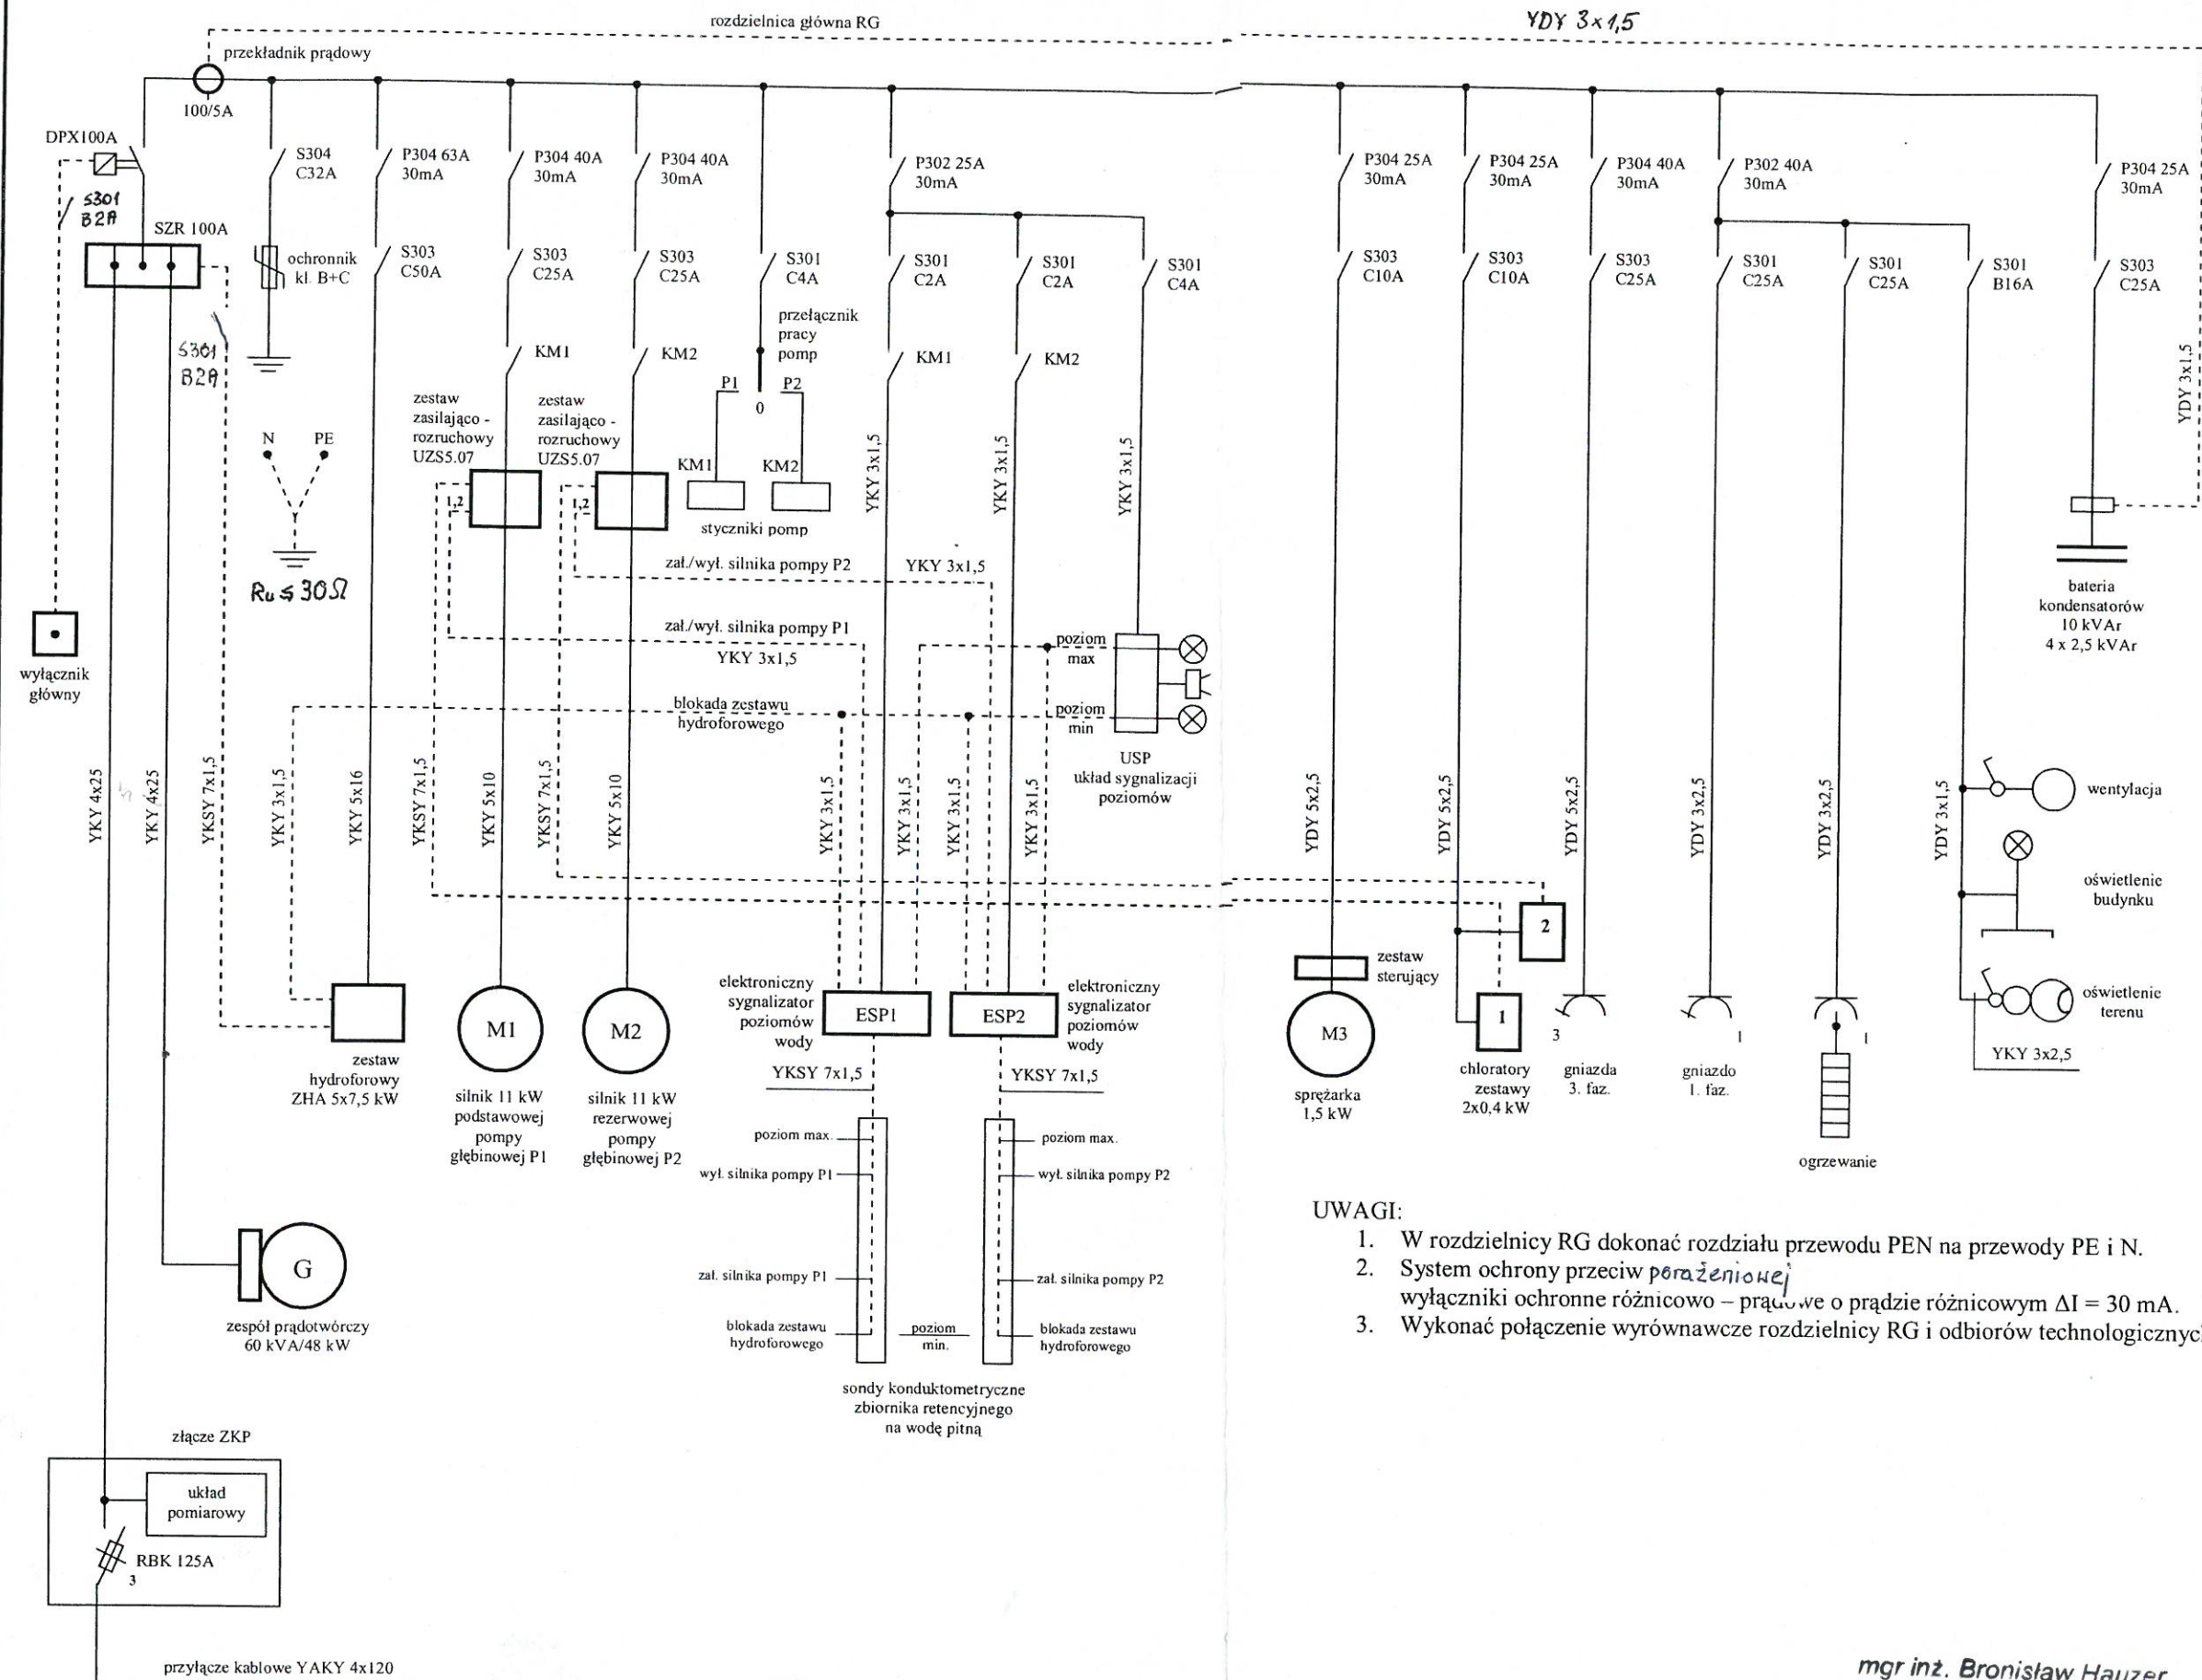 rozdzielnica główna RG
YDY 3x1,5
przekładnik prądowy
100/5A
DPX100A
S301
B2A
SZR 100A
S304
C32A
ochronnik
kl. B+C
S301
B2A
N
PE
Ru ≤ 30Ω
wyłącznik
główny
P304 63A
30mA
S303
C50A
P304 40A
30mA
S303
C25A
KM1
zestaw
zasilająco -
rozruchowy
UZS5.07
1,2
P304 40A
30mA
S303
C25A
KM2
zestaw
zasilająco -
rozruchowy
UZS5.07
1,2
S301
C4A
przełącznik
pracy
pomp
P1
P2
0
KM1
KM2
styczniki pomp
P302 25A
30mA
S301
C2A
KM1
S301
C2A
KM2
S301
C4A
YKY 3x1,5
YKY 3x1,5
YKY 3x1,5
zał./wył. silnika pompy P2
YKY 3x1,5
zał./wył. silnika pompy P1
YKY 3x1,5
blokada zestawu
hydroforowego
poziom
max
poziom
min
USP
układ sygnalizacji
poziomów
P304 25A
30mA
S303
C10A
P304 25A
30mA
S303
C10A
P304 40A
30mA
S303
C25A
P302 40A
30mA
S301
C25A
S301
C25A
S301
B16A
P304 25A
30mA
S303
C25A
YDY 3x1,5
bateria
kondensatorów
10 kVAr
4 x 2,5 kVAr
YKY 4x25
YKY 4x25
YKSY 7x1,5
YKY 3x1,5
YKY 5x16
YKSY 7x1,5
YKY 5x10
YKSY 7x1,5
YKY 5x10
YKY 3x1,5
YKY 3x1,5
YKY 3x1,5
YKY 3x1,5
YDY 5x2,5
YDY 5x2,5
YDY 5x2,5
YDY 3x2,5
YDY 3x2,5
YDY 3x1,5
wentylacja
oświetlenie
budynku
oświetlenie
terenu
YKY 3x2,5
zestaw
hydroforowy
ZHA 5x7,5 kW
M1
silnik 11 kW
podstawowej
pompy
głębinowej P1
M2
silnik 11 kW
rezerwowej
pompy
głębinowej P2
elektroniczny
sygnalizator
poziomów
wody
ESP1
ESP2
elektroniczny
sygnalizator
poziomów
wody
YKSY 7x1,5
YKSY 7x1,5
poziom max.
wył. silnika pompy P1
zał. silnika pompy P1
blokada zestawu
hydroforowego
poziom
min.
poziom max.
wył. silnika pompy P2
zał. silnika pompy P2
blokada zestawu
hydroforowego
sondy konduktometryczne
zbiornika retencyjnego
na wodę pitną
zestaw
sterujący
M3
sprężarka
1,5 kW
2
1
chloratory
zestawy
2x0,4 kW
3
gniazda
3. faz.
1
gniazdo
1. faz.
1
ogrzewanie
G
zespół prądotwórczy
60 kVA/48 kW
złącze ZKP
układ
pomiarowy
RBK 125A
3
przyłącze kablowe YAKY 4x120
UWAGI:
1. W rozdzielnicy RG dokonać rozdziału przewodu PEN na przewody PE i N.
2. System ochrony przeciw porażeniowej
wyłączniki ochronne różnicowo – prądowe o prądzie różnicowym ΔI = 30 mA.
3. Wykonać połączenie wyrównawcze rozdzielnicy RG i odbiorów technologicznyc
mgr inż. Bronisław Hauzer